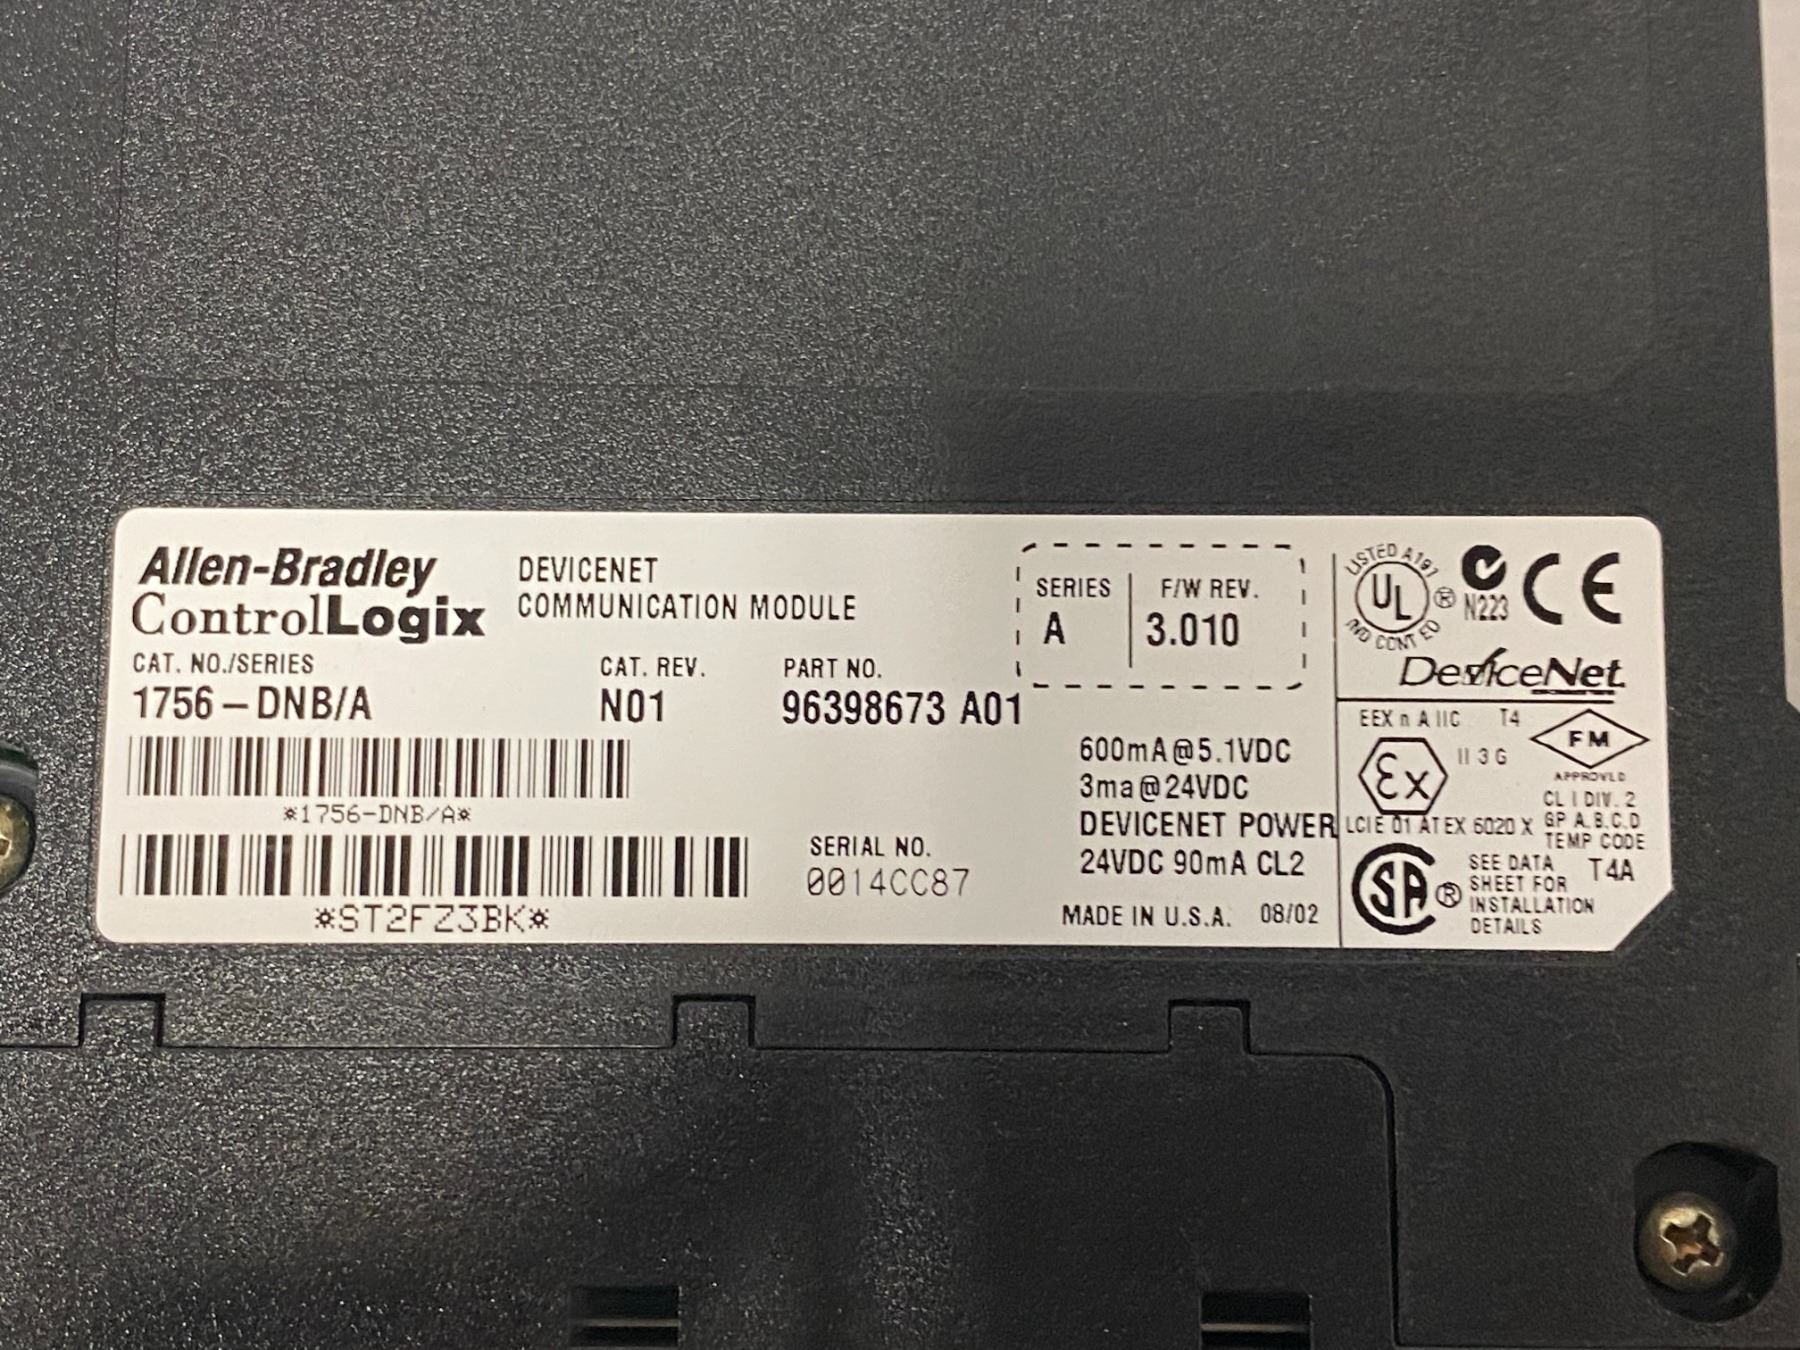 Allen-Bradley
ControlLogix
DEVICENET
COMMUNICATION MODULE
CAT. NO./SERIES
1756-DNB/A
CAT. REV.
N01
PART NO.
96398673 A01
SERIES
A
F/W REV.
3.010
*1756-DNB/A*
*ST2FZ3BK*
SERIAL NO.
0014CC87
600mA@5.1VDC
3ma@24VDC
DEVICENET POWER
24VDC 90mA CL2
MADE IN U.S.A. 08/02
LISTED A197
UL ®
IND CONT EQ
N223
CE
DeviceNet
EEX n A IIC T4
Ex
II 3 G
LCIE 01 ATEX 6020 X
FM
APPROVED
CL I DIV. 2
GP A.B.C.D
TEMP CODE
T4A
SA ®
SEE DATA
SHEET FOR
INSTALLATION
DETAILS